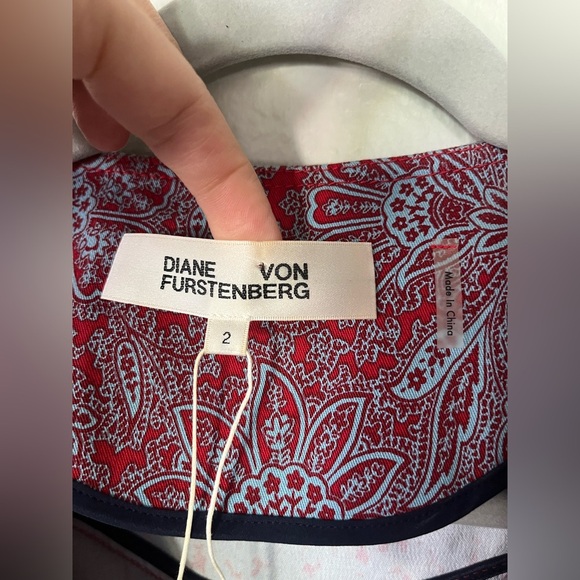 DIANE VON
FURSTENBERG
2
Made In China